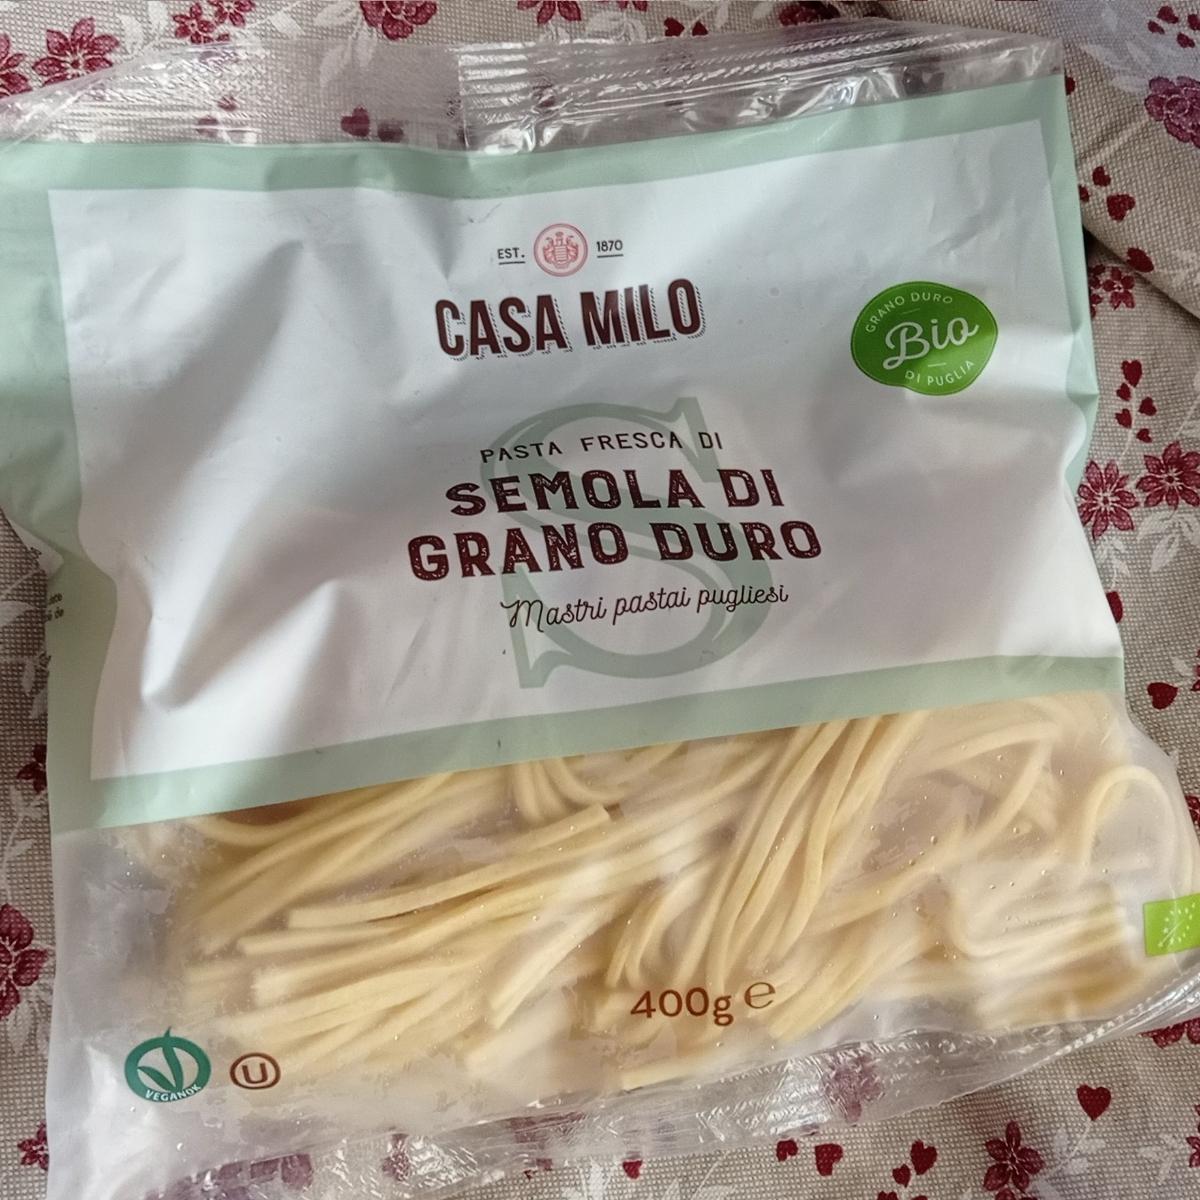 EST. 1870
CASA MILO
GRANO DURO
Bio
DI PUGLIA
PASTA FRESCA DI
SEMOLA DI
GRANO DURO
Mastri pastai pugliesi
S
400g e
VEGANOK
U